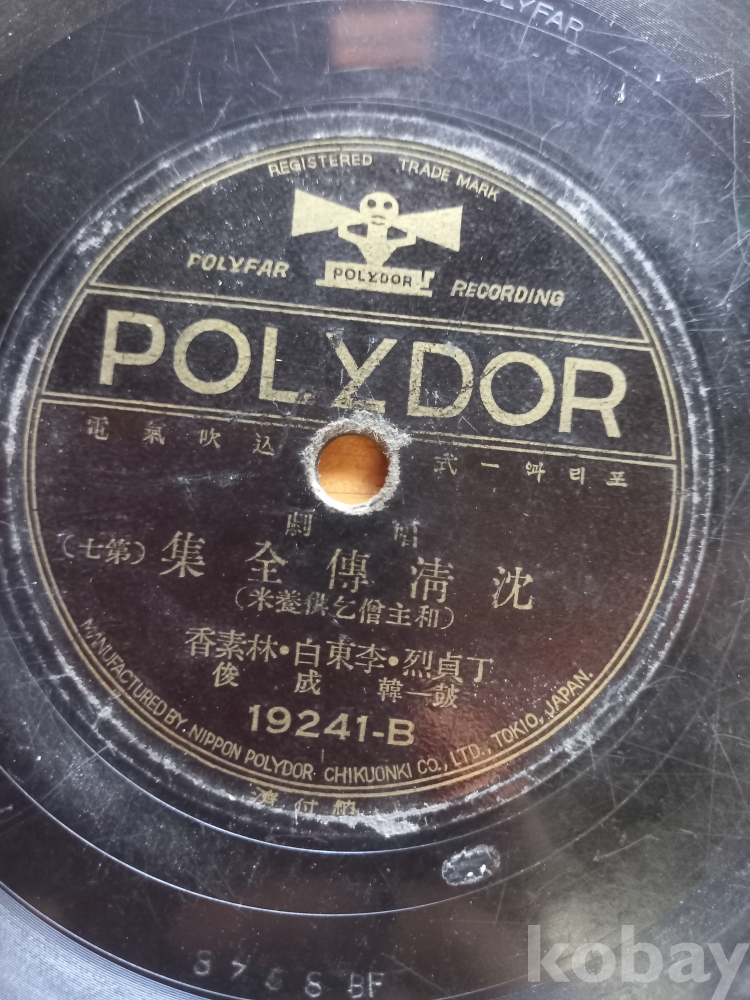 POLYFAR
REGISTERED TRADE MARK
POLYDOR
POLYFAR RECORDING
POLYDOR
電氣吹込
포리 一式
唱劇
沈淸傳全集 (第七)
(和主僧乞供養米)
丁貞烈・李東白・林素香
鼓一韓成俊
19241-B
MANUFACTURED BY NIPPON POLYDOR CHIKUONKI CO., LTD., TOKIO, JAPAN.
納付濟
8768 BF
kobay